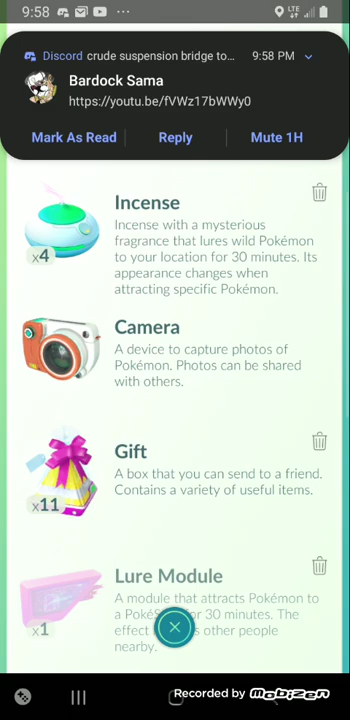 9:58
LTE
Discord crude suspension bridge to... 9:58 PM
Bardock Sama
https://youtu.be/fVWz17bWWy0
Mark As Read
Reply
Mute 1H
Incense
Incense with a mysterious
fragrance that lures wild Pokémon
to your location for 30 minutes. Its
appearance changes when
attracting specific Pokémon.
x4
Camera
A device to capture photos of
Pokémon. Photos can be shared
with others.
Gift
A box that you can send to a friend.
Contains a variety of useful items.
x11
Lure Module
A module that attracts Pokémon to
a for 30 minutes. The
effect other people
nearby.
x1
Recorded by Mobizen